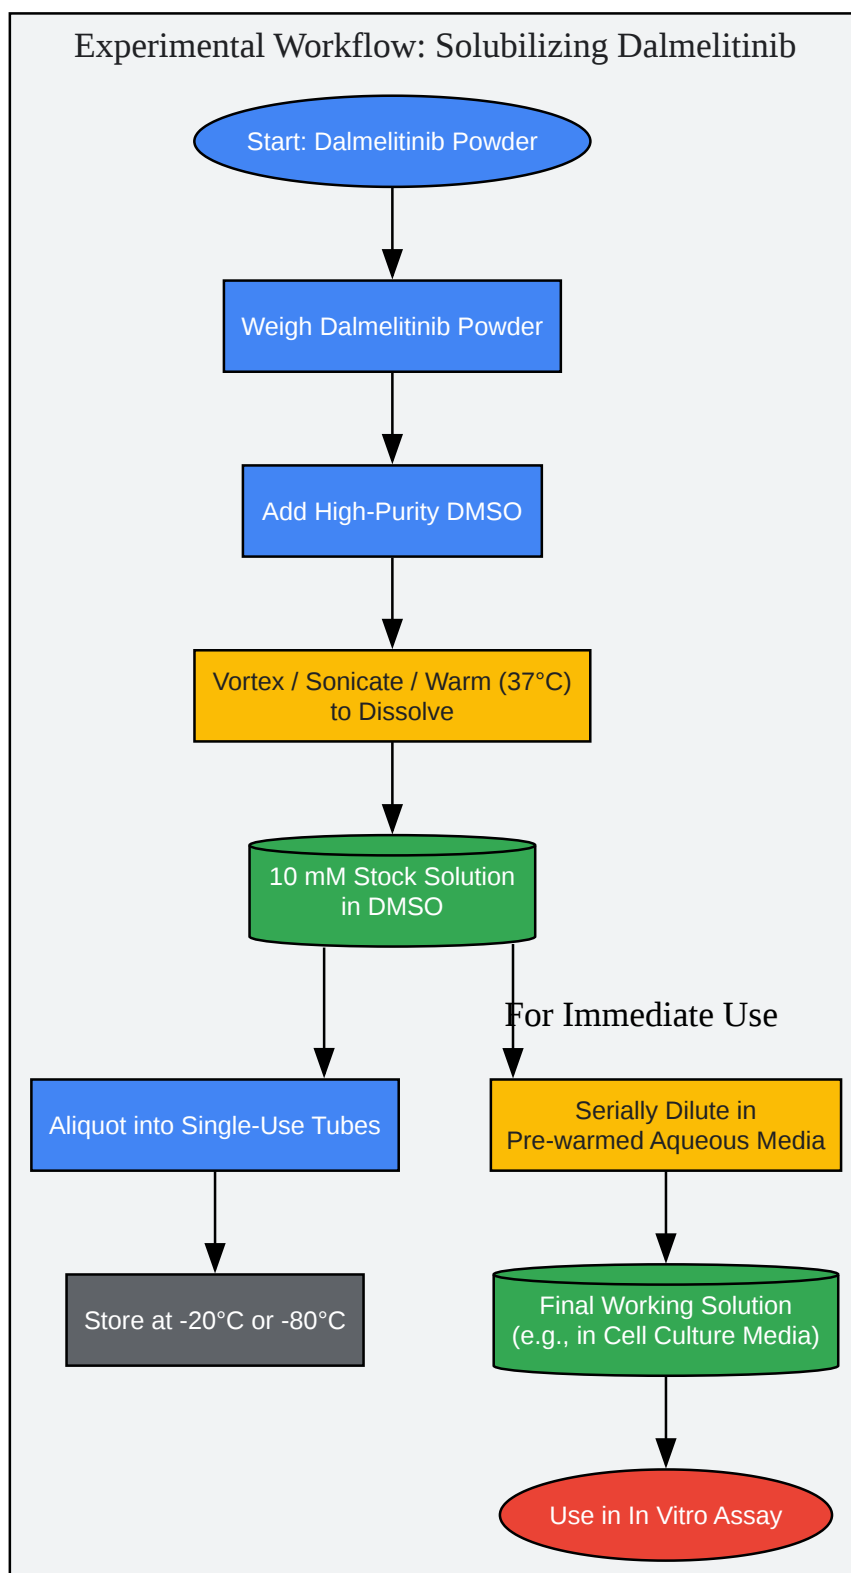 Experimental Workflow: Solubilizing Dalmelitinib
Start: Dalmelitinib Powder
Weigh Dalmelitinib Powder
Add High-Purity DMSO
Vortex / Sonicate / Warm (37°C)
to Dissolve
10 mM Stock Solution
in DMSO
For Immediate Use
Aliquot into Single-Use Tubes
Serially Dilute in
Pre-warmed Aqueous Media
Store at -20°C or -80°C
Final Working Solution
(e.g., in Cell Culture Media)
Use in In Vitro Assay